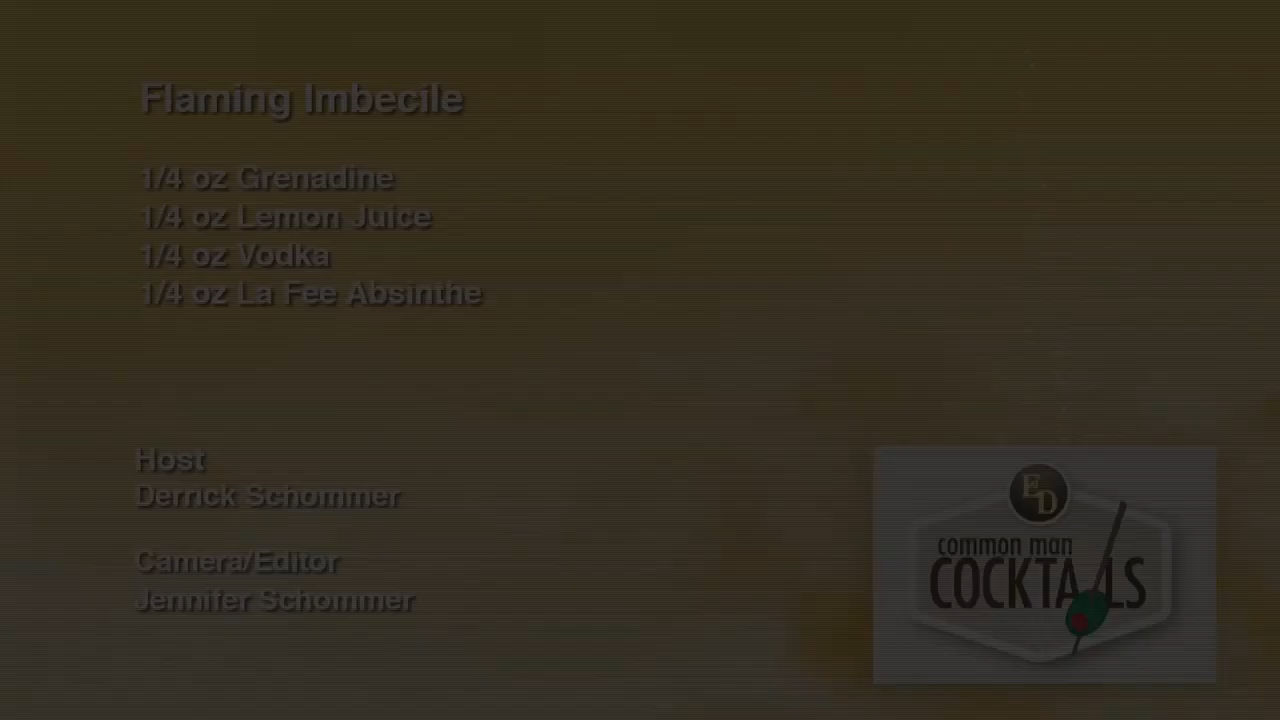 Flaming Imbecile
1/4 oz Grenadine
1/4 oz Lemon Juice
1/4 oz Vodka
1/4 oz La Fee Absinthe
Host
Derrick Schommer
Camera/Editor
Jennifer Schommer
ED
common man
COCKTAILS